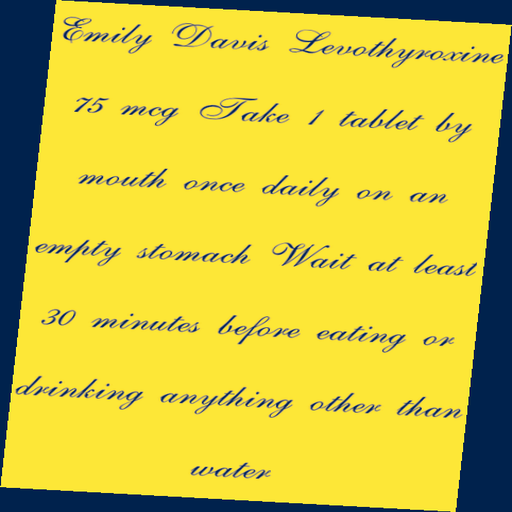 Emily Davis Levothyroxine
75 mcg Take 1 tablet by
mouth once daily on an
empty stomach Wait at least
30 minutes before eating or
drinking anything other than
water